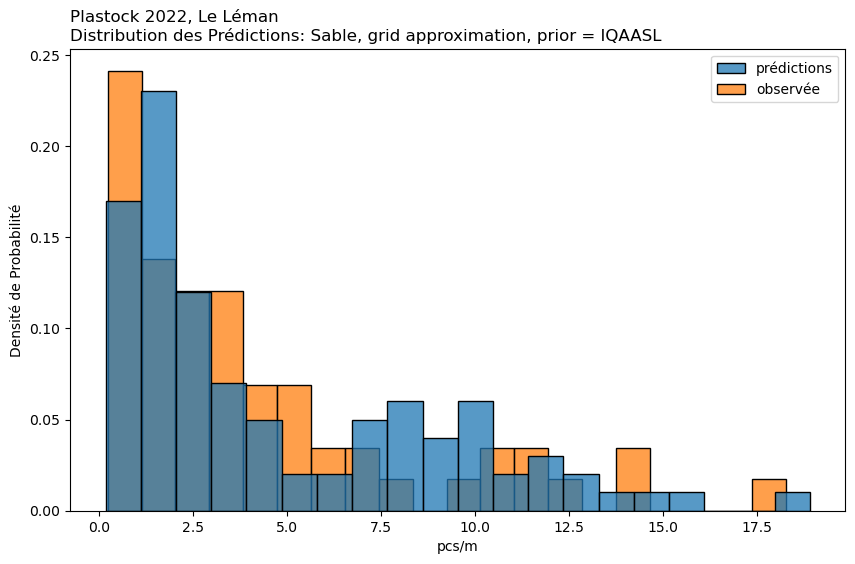 Plastock 2022, Le Léman
Distribution des Prédictions: Sable, grid approximation, prior = IQAASL
prédictions
observée
Densité de Probabilité
0.25
0.20
0.15
0.10
0.05
0.00
0.0 2.5 5.0 7.5 10.0 12.5 15.0 17.5
pcs/m